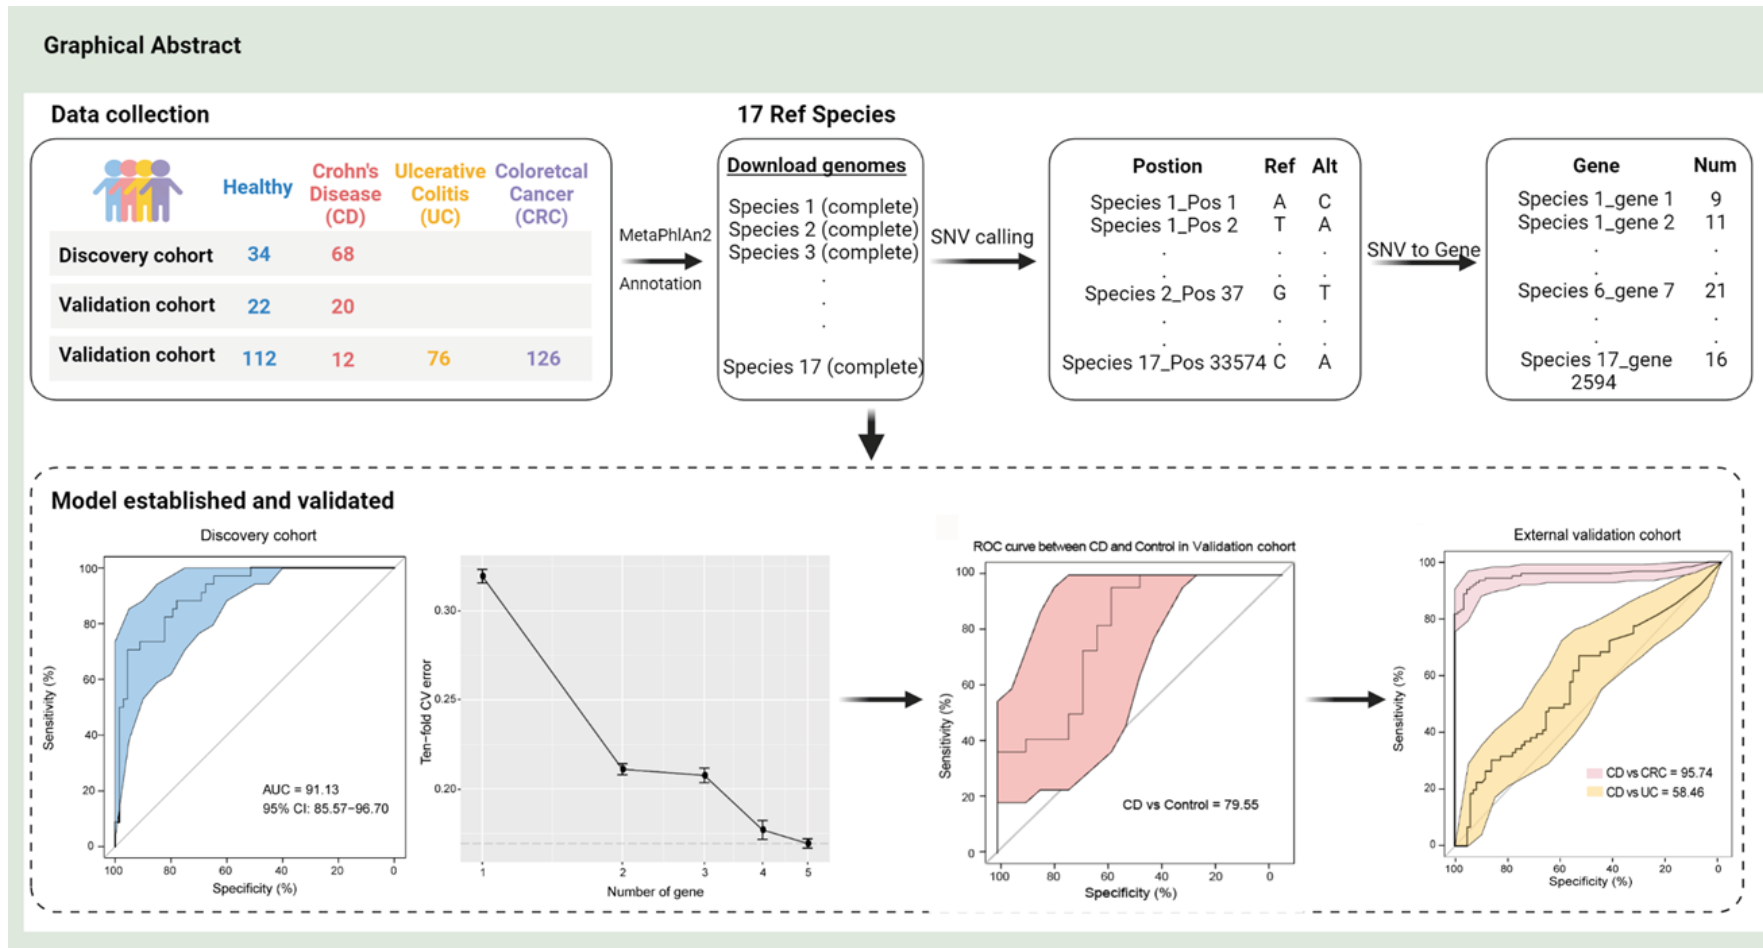 Graphical Abstract
Data collection
Healthy
Crohn's
Disease
(CD)
Ulcerative
Colitis
(UC)
Coloretcal
Cancer
(CRC)
Discovery cohort 34 68
Validation cohort 22 20
Validation cohort 112 12 76 126
MetaPhlAn2
Annotation
17 Ref Species
Download genomes
Species 1 (complete)
Species 2 (complete)
Species 3 (complete)
.
.
.
Species 17 (complete)
SNV calling
Postion Ref Alt
Species 1_Pos 1 A C
Species 1_Pos 2 T A
. . .
. . .
Species 2_Pos 37 G T
. . .
. . .
Species 17_Pos 33574 C A
SNV to Gene
Gene Num
Species 1_gene 1 9
Species 1_gene 2 11
. .
. .
Species 6_gene 7 21
. .
. .
Species 17_gene 16
2594
Model established and validated
Discovery cohort
Sensitivity (%)
100
80
60
40
20
0
AUC = 91.13
95% CI: 85.57−96.70
100 80 60 40 20 0
Specificity (%)
Ten−fold CV error
0.30
0.25
0.20
1 2 3 4 5
Number of gene
ROC curve between CD and Control in Validation cohort
Sensitivity (%)
100
80
60
40
20
0
CD vs Control = 79.55
100 80 60 40 20 0
Specificity (%)
External validation cohort
Sensitivity (%)
100
80
60
40
20
0
CD vs CRC = 95.74
CD vs UC = 58.46
100 80 60 40 20 0
Specificity (%)